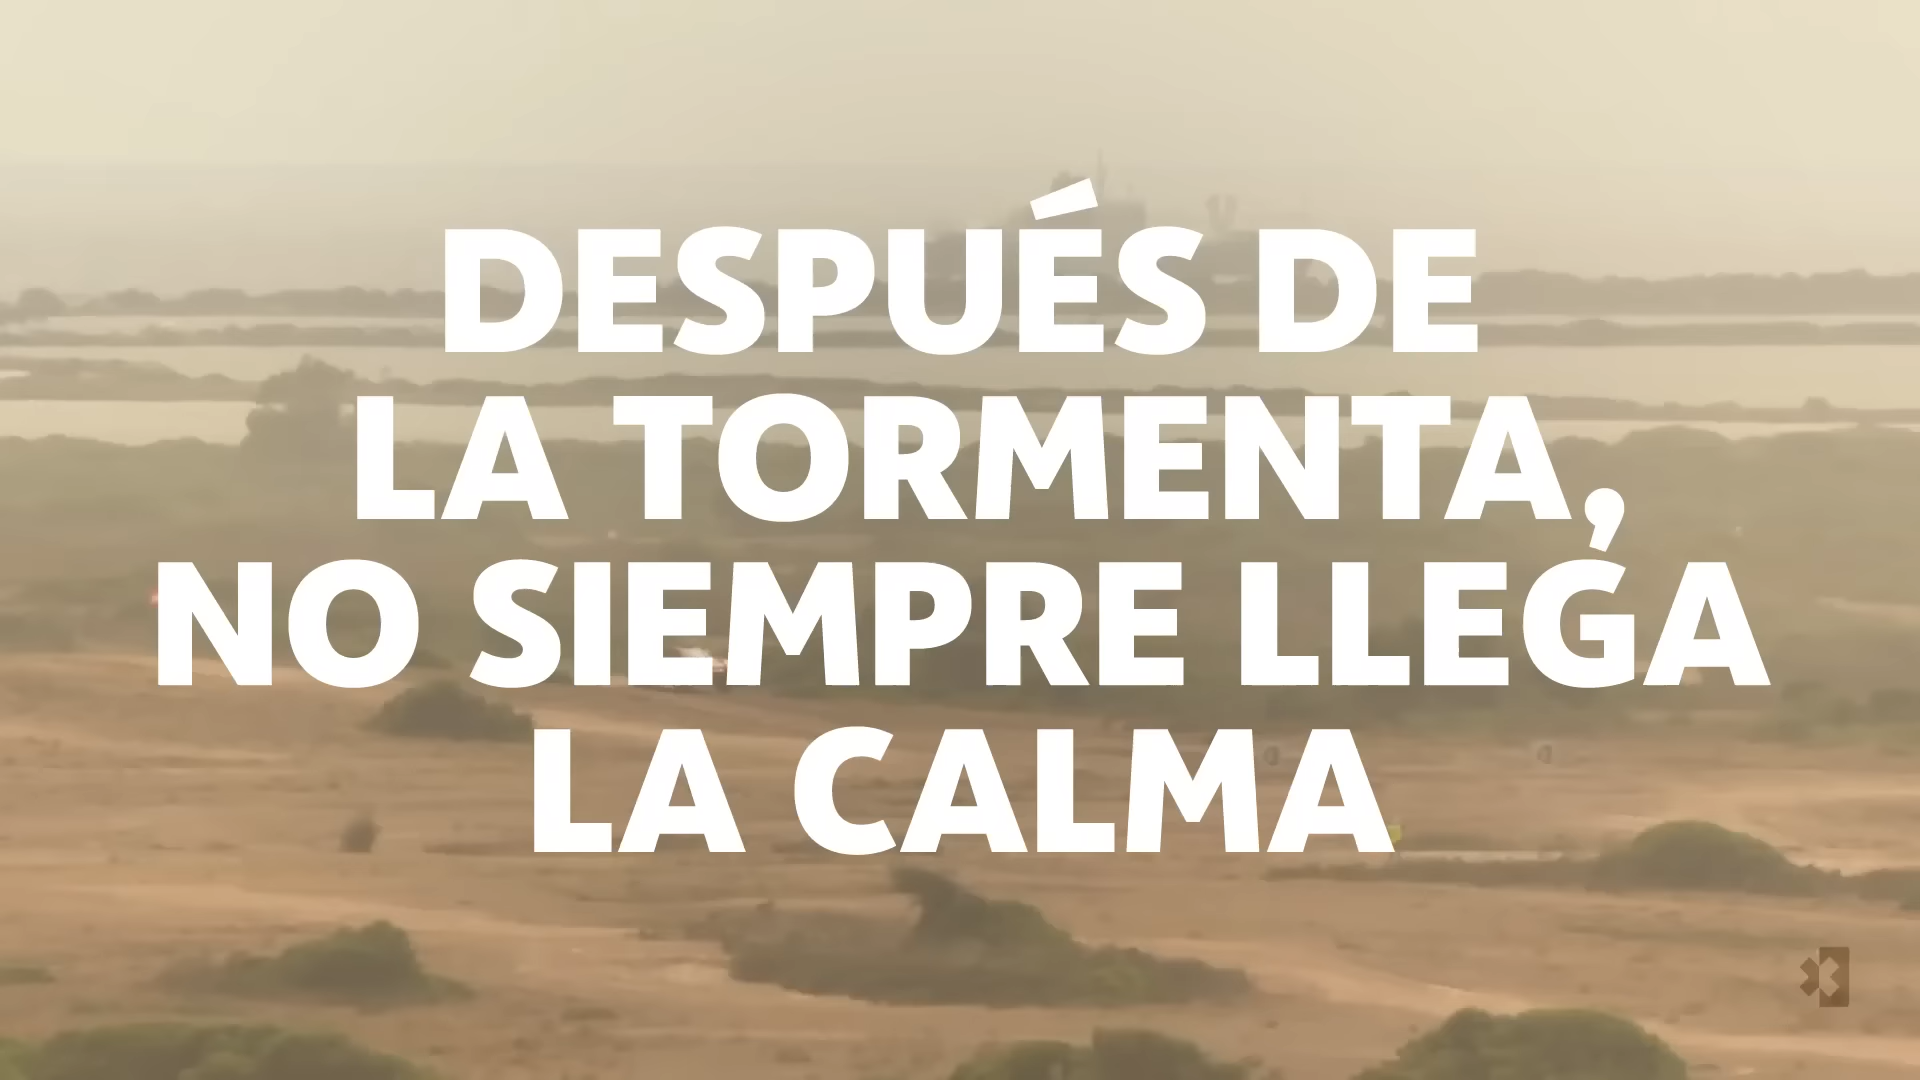 DESPUÉS DE
LA TORMENTA,
NO SIEMPRE LLEGA
LA CALMA